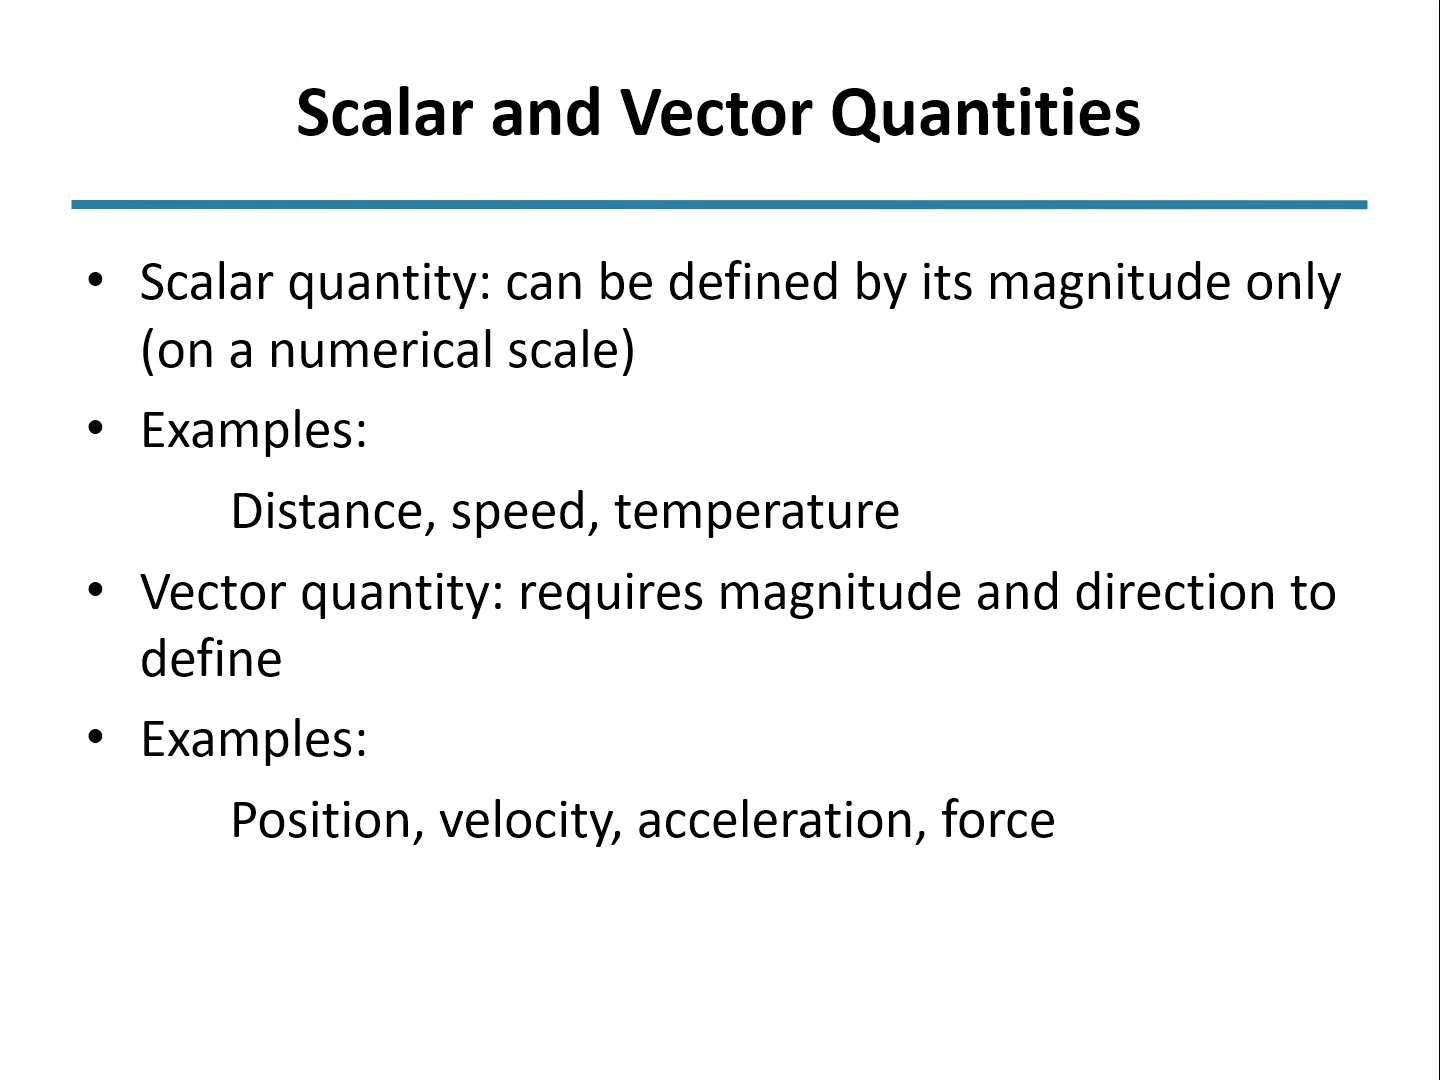 Scalar and Vector Quantities
• Scalar quantity: can be defined by its magnitude only
(on a numerical scale)
• Examples:
Distance, speed, temperature
• Vector quantity: requires magnitude and direction to
define
• Examples:
Position, velocity, acceleration, force